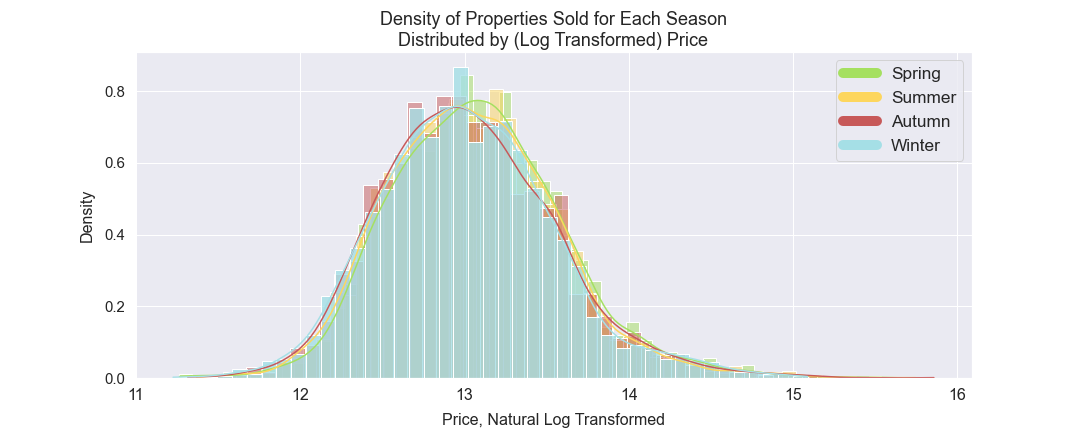 Density of Properties Sold for Each Season
Distributed by (Log Transformed) Price
Spring
Summer
Autumn
Winter
Density
0.8
0.6
0.4
0.2
0.0
11 12 13 14 15 16
Price, Natural Log Transformed